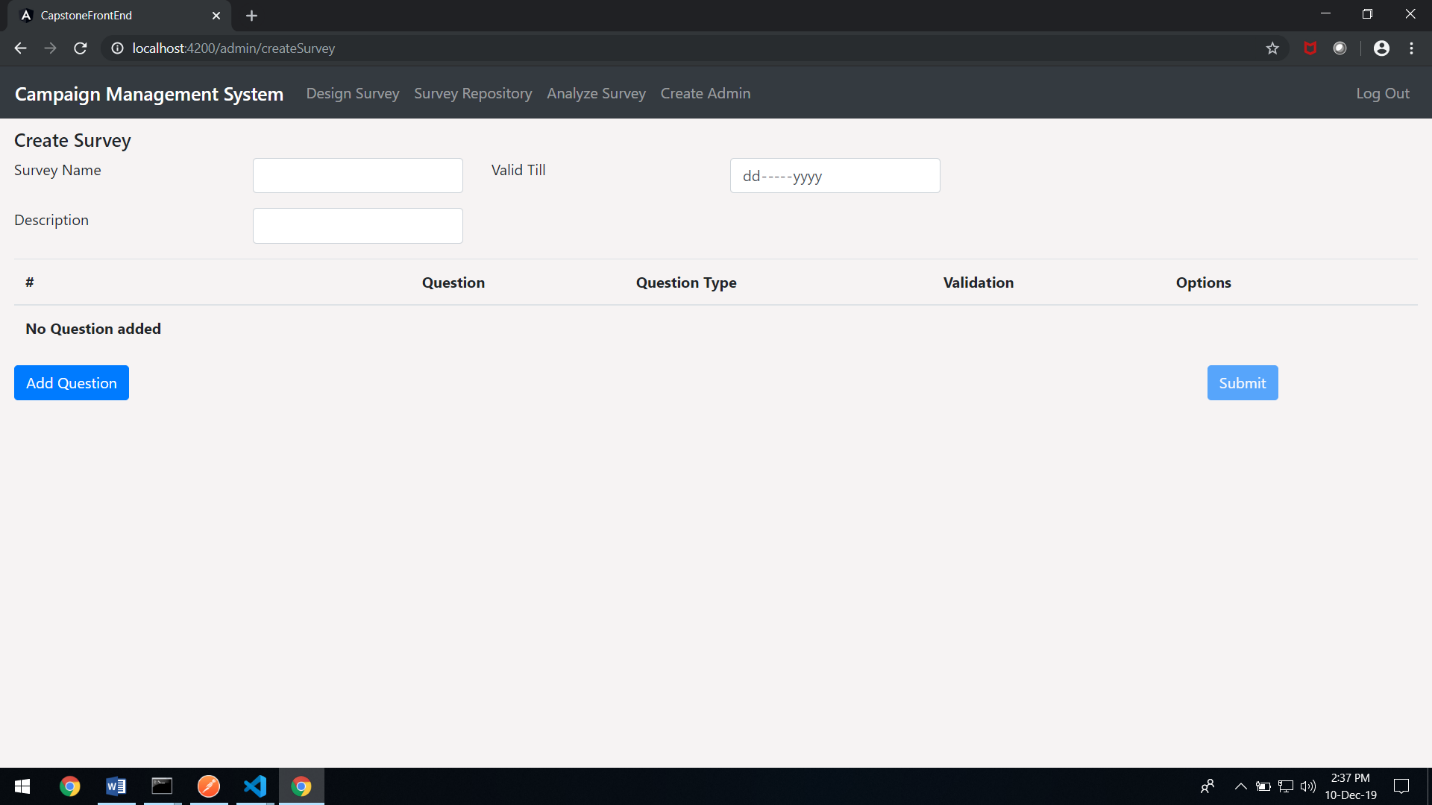 CapstoneFrontEnd
localhost:4200/admin/createSurvey
Campaign Management System Design Survey Survey Repository Analyze Survey Create Admin Log Out
Create Survey
Survey Name Valid Till dd-----yyyy
Description
# Question Question Type Validation Options
No Question added
Add Question Submit
2:37 PM
10-Dec-19